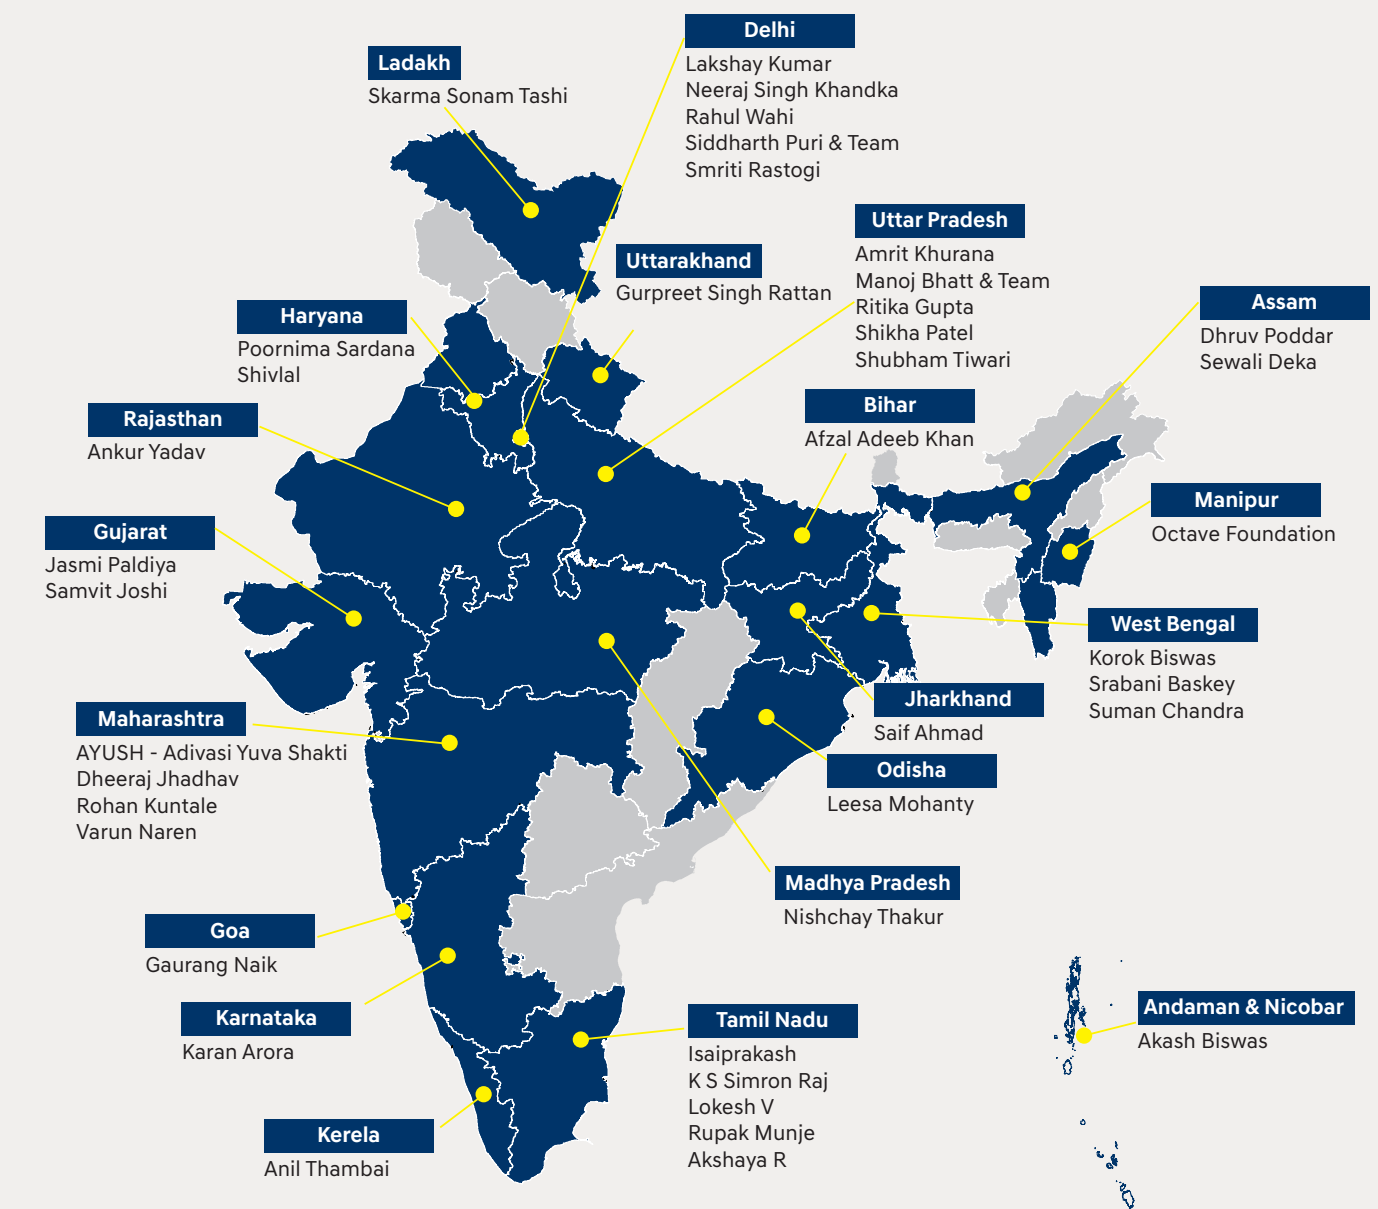 Delhi
Lakshay Kumar
Neeraj Singh Khandka
Rahul Wahi
Siddharth Puri & Team
Smriti Rastogi
Ladakh
Skarma Sonam Tashi
Uttar Pradesh
Amrit Khurana
Manoj Bhatt & Team
Ritika Gupta
Shikha Patel
Shubham Tiwari
Uttarakhand
Gurpreet Singh Rattan
Assam
Dhruv Poddar
Sewali Deka
Haryana
Poornima Sardana
Shivlal
Bihar
Afzal Adeeb Khan
Rajasthan
Ankur Yadav
Manipur
Octave Foundation
Gujarat
Jasmi Paldiya
Samvit Joshi
West Bengal
Korok Biswas
Srabani Baskey
Suman Chandra
Jharkhand
Saif Ahmad
Maharashtra
AYUSH - Adivasi Yuva Shakti
Dheeraj Jhadhav
Rohan Kuntale
Varun Naren
Odisha
Leesa Mohanty
Madhya Pradesh
Nishchay Thakur
Goa
Gaurang Naik
Andaman & Nicobar
Akash Biswas
Karnataka
Karan Arora
Tamil Nadu
Isaiprakash
K S Simron Raj
Lokesh V
Rupak Munje
Akshaya R
Kerela
Anil Thambai